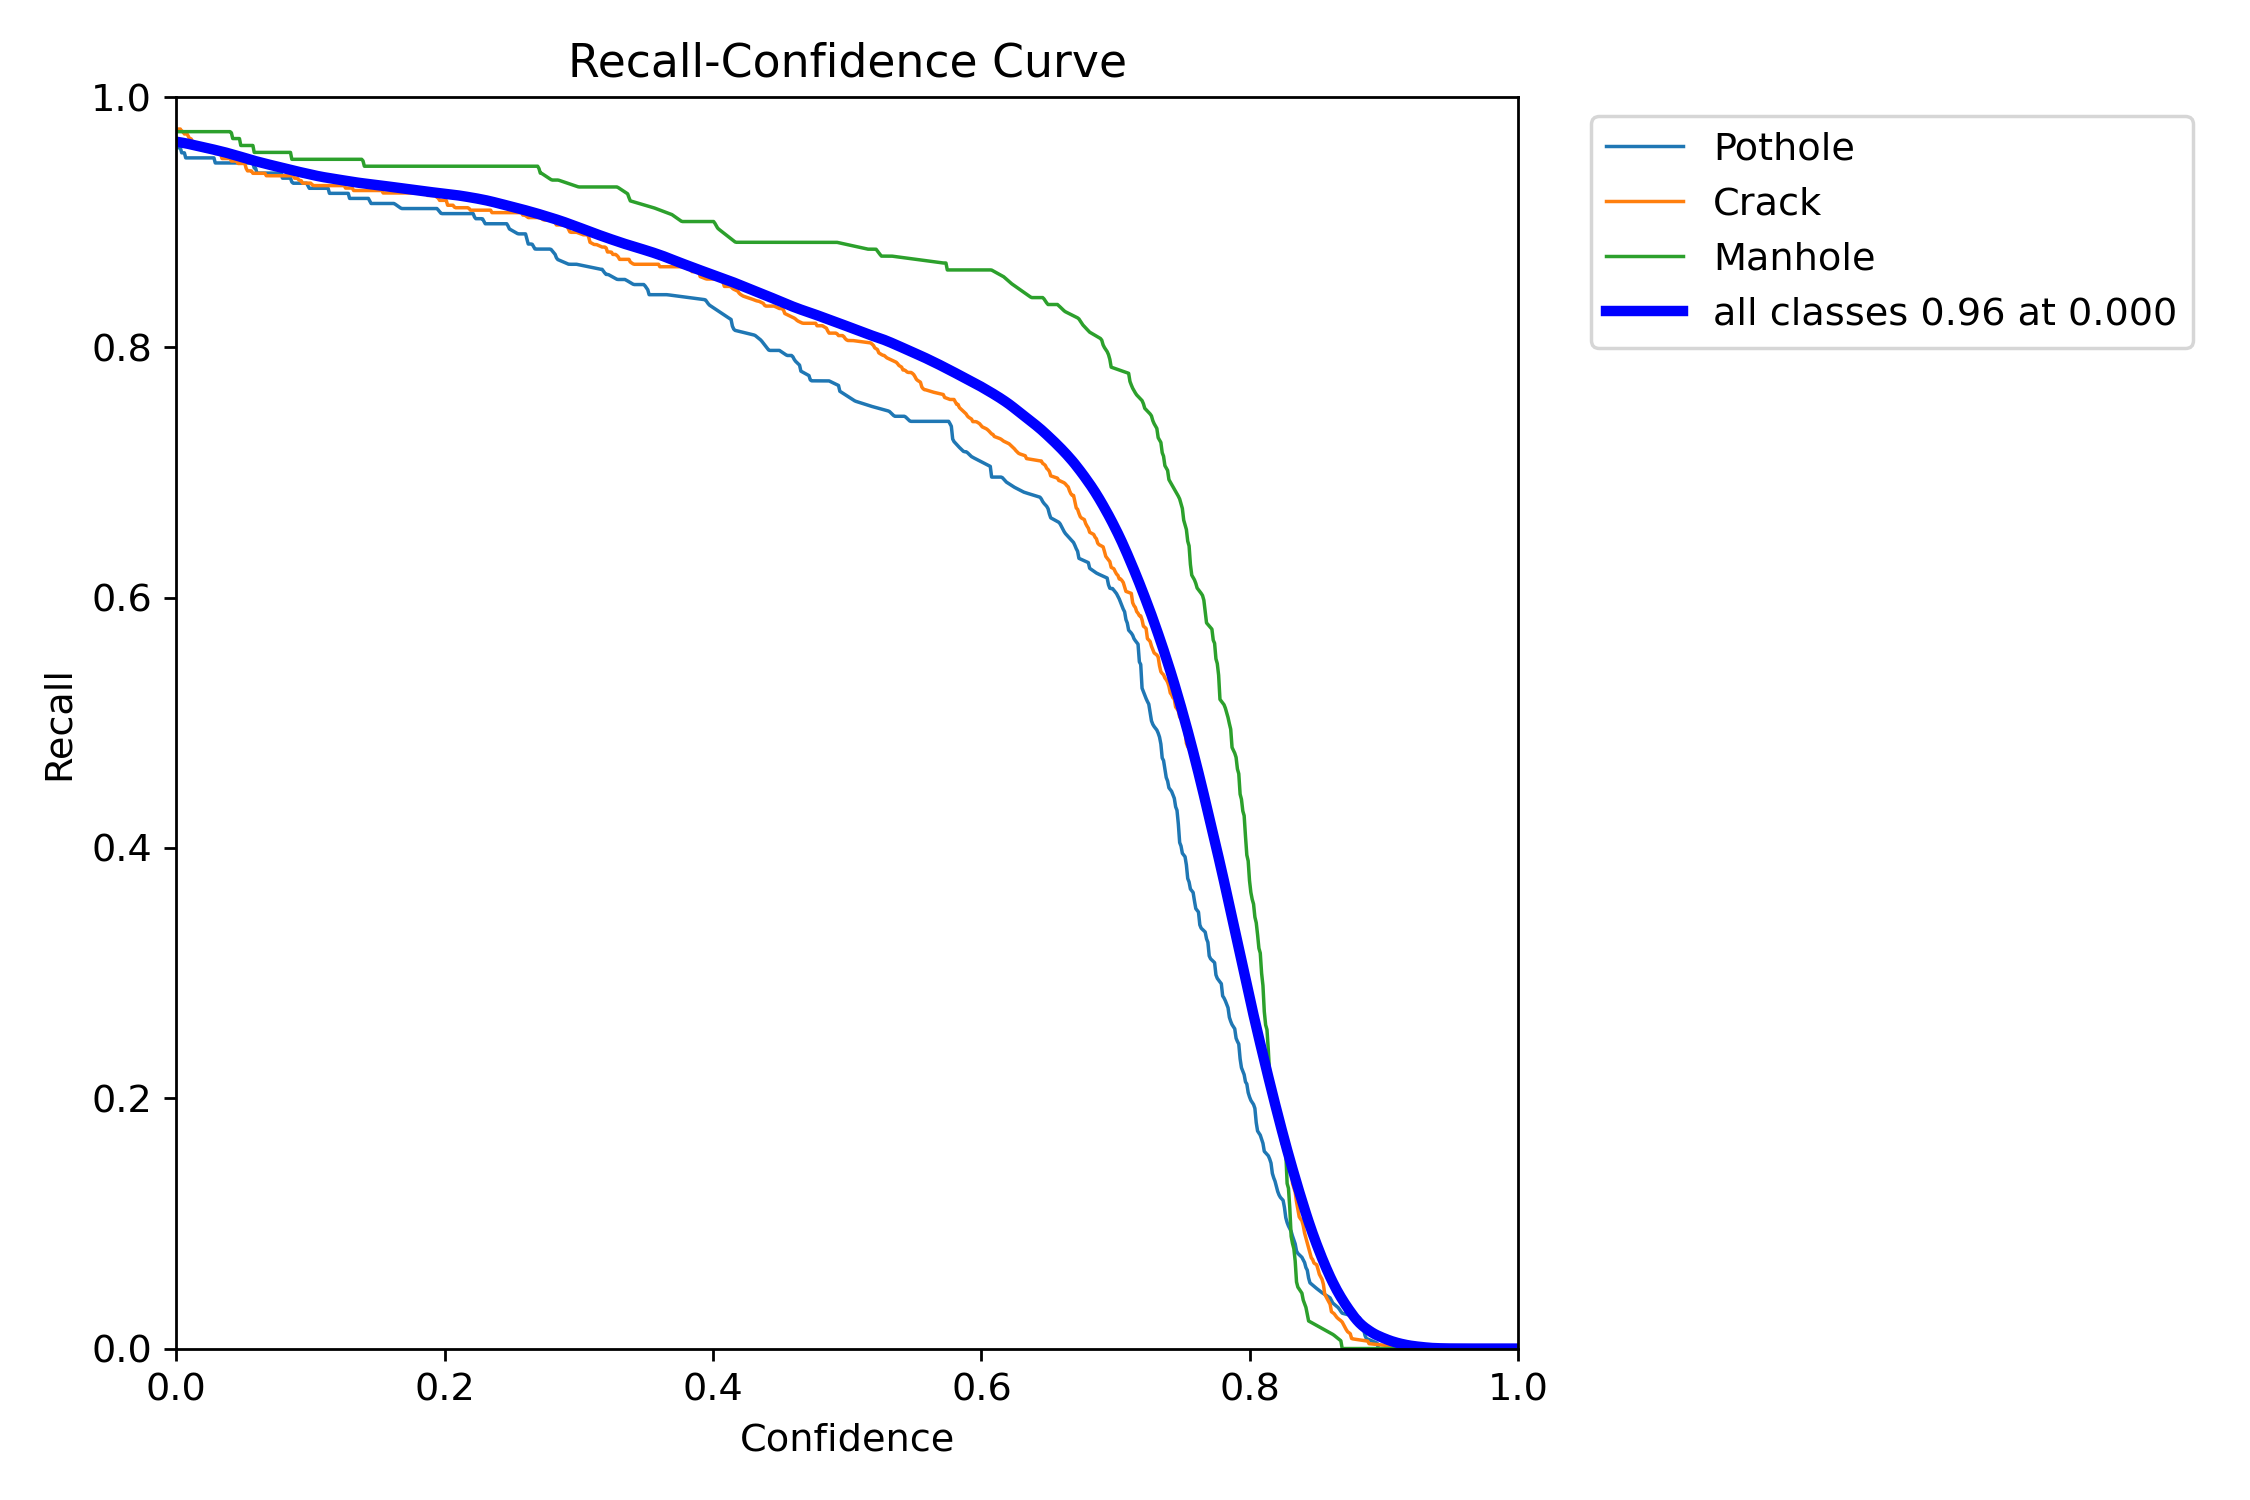 Recall-Confidence Curve
1.0
0.8
0.6
0.4
0.2
0.0
Recall
0.0 0.2 0.4 0.6 0.8 1.0
Confidence
Pothole
Crack
Manhole
all classes 0.96 at 0.000